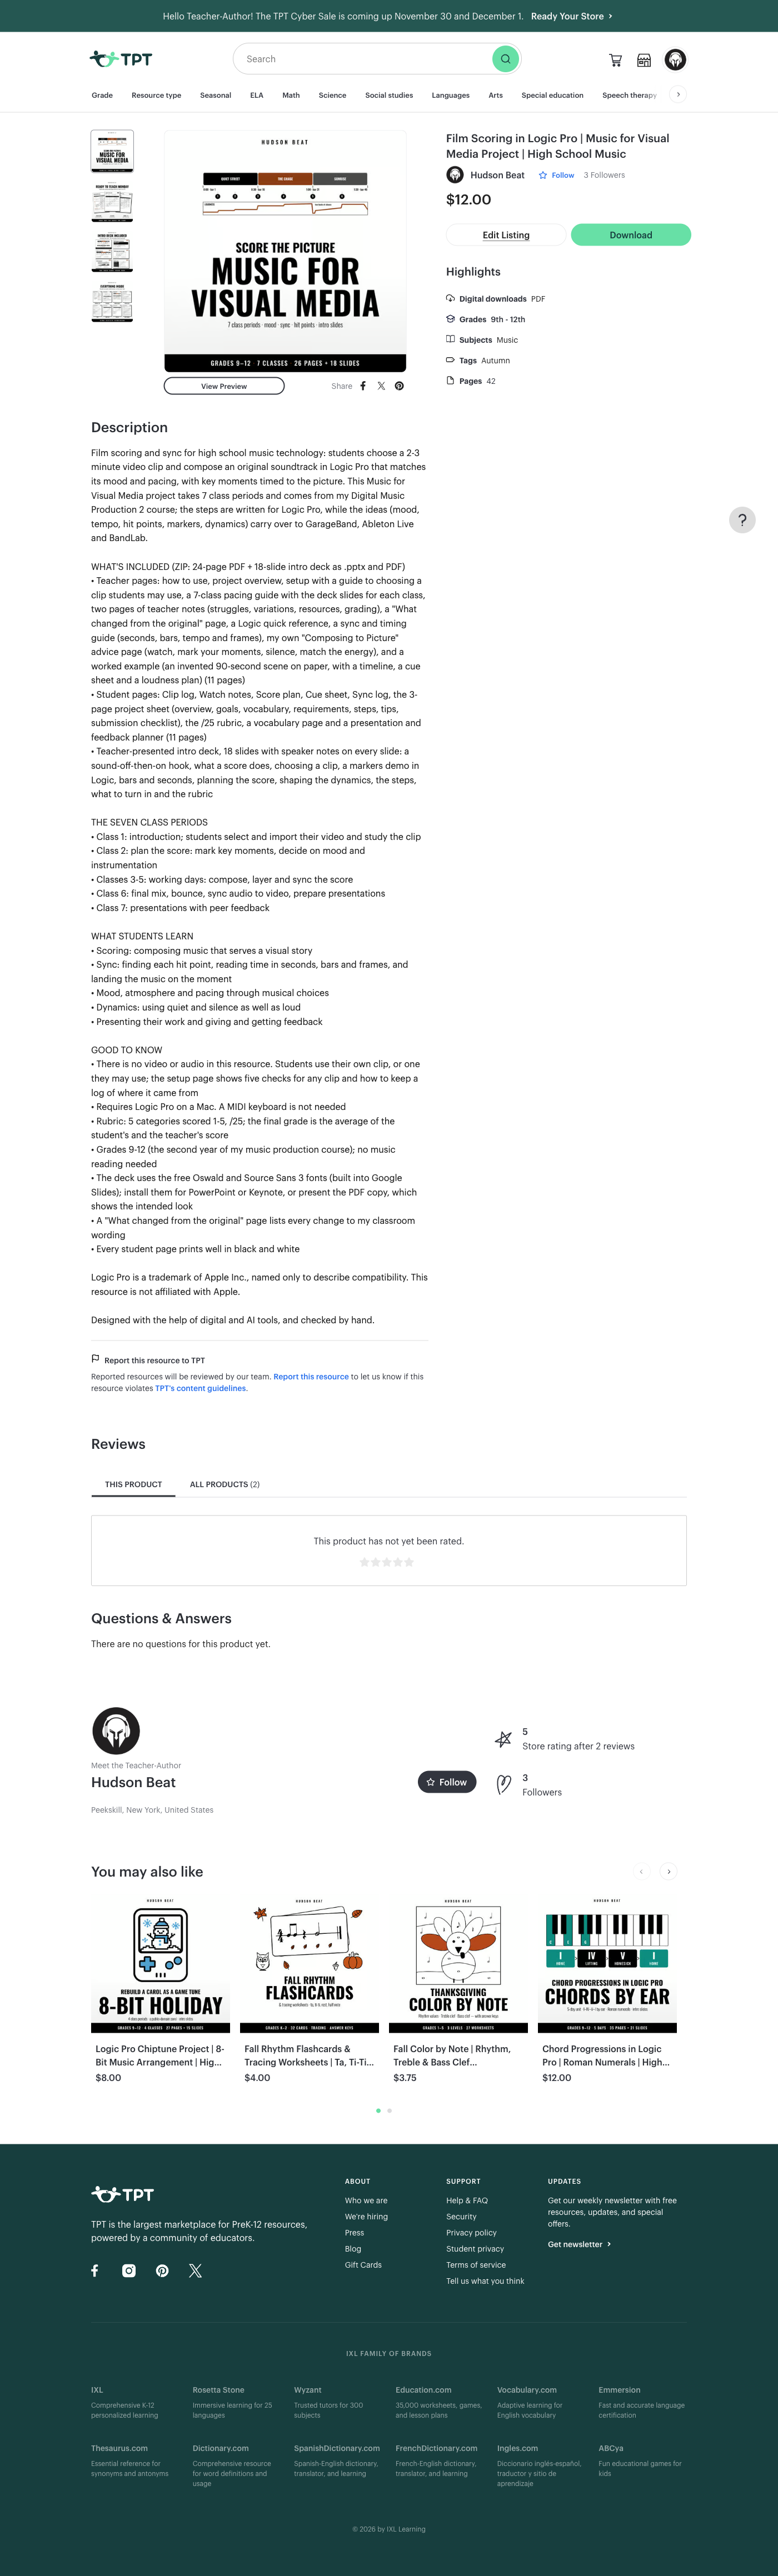 Hello Teacher-Author! The TPT Cyber Sale is coming up November 30 and December 1. Ready Your Store
TPT
Search
Grade Resource type Seasonal ELA Math Science Social studies Languages Arts Special education Speech therapy
HUDSON BEAT
SCORE THE PICTURE
MUSIC FOR
VISUAL MEDIA
7 class periods · mood · sync · hit points · intro slides
GRADES 9–12 7 CLASSES 26 PAGES + 18 SLIDES
View Preview
Share
Film Scoring in Logic Pro | Music for Visual
Media Project | High School Music
Hudson Beat Follow 3 Followers
$12.00
Edit Listing Download
Highlights
Digital downloads PDF
Grades 9th - 12th
Subjects Music
Tags Autumn
Pages 42
?
Description
Film scoring and sync for high school music technology: students choose a 2-3
minute video clip and compose an original soundtrack in Logic Pro that matches
its mood and pacing, with key moments timed to the picture. This Music for
Visual Media project takes 7 class periods and comes from my Digital Music
Production 2 course; the steps are written for Logic Pro, while the ideas (mood,
tempo, hit points, markers, dynamics) carry over to GarageBand, Ableton Live
and BandLab.
WHAT'S INCLUDED (ZIP: 24-page PDF + 18-slide intro deck as .pptx and PDF)
• Teacher pages: how to use, project overview, setup with a guide to choosing a
clip students may use, a 7-class pacing guide with the deck slides for each class,
two pages of teacher notes (struggles, variations, resources, grading), a "What
changed from the original" page, a Logic quick reference, a sync and timing
guide (seconds, bars, tempo and frames), my own "Composing to Picture"
advice page (watch, mark your moments, silence, match the energy), and a
worked example (an invented 90-second scene on paper, with a timeline, a cue
sheet and a loudness plan) (11 pages)
• Student pages: Clip log, Watch notes, Score plan, Cue sheet, Sync log, the 3-
page project sheet (overview, goals, vocabulary, requirements, steps, tips,
submission checklist), the /25 rubric, a vocabulary page and a presentation and
feedback planner (11 pages)
• Teacher-presented intro deck, 18 slides with speaker notes on every slide: a
sound-off-then-on hook, what a score does, choosing a clip, a markers demo in
Logic, bars and seconds, planning the score, shaping the dynamics, the steps,
what to turn in and the rubric
THE SEVEN CLASS PERIODS
• Class 1: introduction; students select and import their video and study the clip
• Class 2: plan the score: mark key moments, decide on mood and
instrumentation
• Classes 3-5: working days: compose, layer and sync the score
• Class 6: final mix, bounce, sync audio to video, prepare presentations
• Class 7: presentations with peer feedback
WHAT STUDENTS LEARN
• Scoring: composing music that serves a visual story
• Sync: finding each hit point, reading time in seconds, bars and frames, and
landing the music on the moment
• Mood, atmosphere and pacing through musical choices
• Dynamics: using quiet and silence as well as loud
• Presenting their work and giving and getting feedback
GOOD TO KNOW
• There is no video or audio in this resource. Students use their own clip, or one
they may use; the setup page shows five checks for any clip and how to keep a
log of where it came from
• Requires Logic Pro on a Mac. A MIDI keyboard is not needed
• Rubric: 5 categories scored 1-5, /25; the final grade is the average of the
student's and the teacher's score
• Grades 9-12 (the second year of my music production course); no music
reading needed
• The deck uses the free Oswald and Source Sans 3 fonts (built into Google
Slides); install them for PowerPoint or Keynote, or present the PDF copy, which
shows the intended look
• A "What changed from the original" page lists every change to my classroom
wording
• Every student page prints well in black and white
Logic Pro is a trademark of Apple Inc., named only to describe compatibility. This
resource is not affiliated with Apple.
Designed with the help of digital and AI tools, and checked by hand.
Report this resource to TPT
Reported resources will be reviewed by our team. Report this resource to let us know if this
resource violates TPT's content guidelines.
Reviews
THIS PRODUCT ALL PRODUCTS (2)
This product has not yet been rated.
Questions & Answers
There are no questions for this product yet.
Meet the Teacher-Author
Hudson Beat
Peekskill, New York, United States
Follow
5
Store rating after 2 reviews
3
Followers
You may also like
HUDSON BEAT
REBUILD A CAROL AS A GAME TUNE
8-BIT HOLIDAY
Logic Pro Chiptune Project | 8-
Bit Music Arrangement | Hig...
$8.00
HUDSON BEAT
FALL RHYTHM
FLASHCARDS
Fall Rhythm Flashcards &
Tracing Worksheets | Ta, Ti-Ti...
$4.00
HUDSON BEAT
THANKSGIVING
COLOR BY NOTE
Fall Color by Note | Rhythm,
Treble & Bass Clef...
$3.75
HUDSON BEAT
I IV V I
CHORD PROGRESSIONS IN LOGIC PRO
CHORDS BY EAR
Chord Progressions in Logic
Pro | Roman Numerals | High...
$12.00
TPT
TPT is the largest marketplace for PreK-12 resources,
powered by a community of educators.
ABOUT
Who we are
We're hiring
Press
Blog
Gift Cards
SUPPORT
Help & FAQ
Security
Privacy policy
Student privacy
Terms of service
Tell us what you think
UPDATES
Get our weekly newsletter with free
resources, updates, and special
offers.
Get newsletter
IXL FAMILY OF BRANDS
IXL
Comprehensive K-12
personalized learning
Rosetta Stone
Immersive learning for 25
languages
Wyzant
Trusted tutors for 300
subjects
Education.com
35,000 worksheets, games,
and lesson plans
Vocabulary.com
Adaptive learning for
English vocabulary
Emmersion
Fast and accurate language
certification
Thesaurus.com
Essential reference for
synonyms and antonyms
Dictionary.com
Comprehensive resource
for word definitions and
usage
SpanishDictionary.com
Spanish-English dictionary,
translator, and learning
FrenchDictionary.com
French-English dictionary,
translator, and learning
Ingles.com
Diccionario inglés-español,
traductor y sitio de
aprendizaje
ABCya
Fun educational games for
kids
© 2026 by IXL Learning